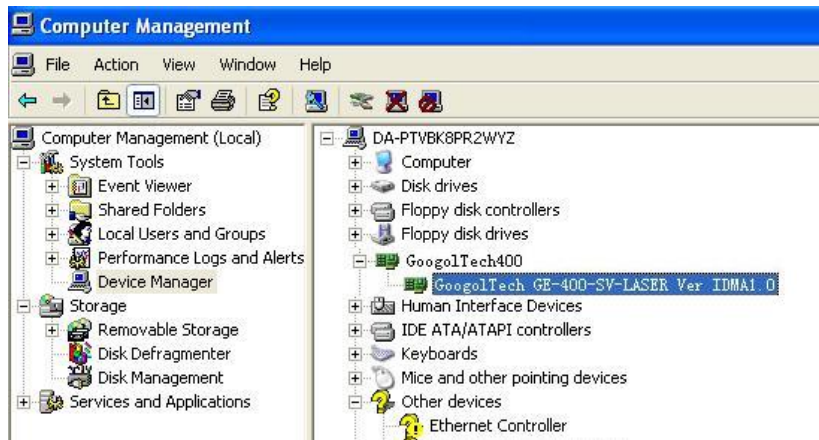 Computer Management
File Action View Window Help
Computer Management (Local)
System Tools
Event Viewer
Shared Folders
Local Users and Groups
Performance Logs and Alerts
Device Manager
Storage
Removable Storage
Disk Defragmenter
Disk Management
Services and Applications
DA-PTVBK8PR2WYZ
Computer
Disk drives
Floppy disk controllers
Floppy disk drives
GoogolTech400
GoogolTech GE-400-SV-LASER Ver IDMA1.0
Human Interface Devices
IDE ATA/ATAPI controllers
Keyboards
Mice and other pointing devices
Other devices
Ethernet Controller